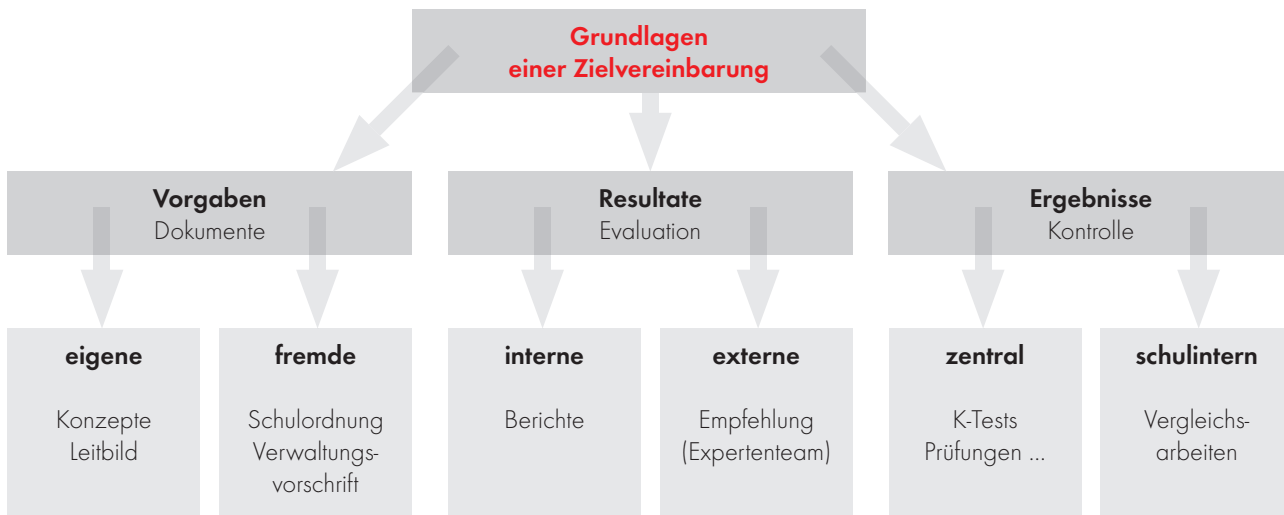 Grundlagen
einer Zielvereinbarung
Vorgaben
Dokumente
Resultate
Evaluation
Ergebnisse
Kontrolle
eigene
Konzepte
Leitbild
fremde
Schulordnung
Verwaltungs-
vorschrift
interne
Berichte
externe
Empfehlung
(Expertenteam)
zentral
K-Tests
Prüfungen ...
schulintern
Vergleichs-
arbeiten